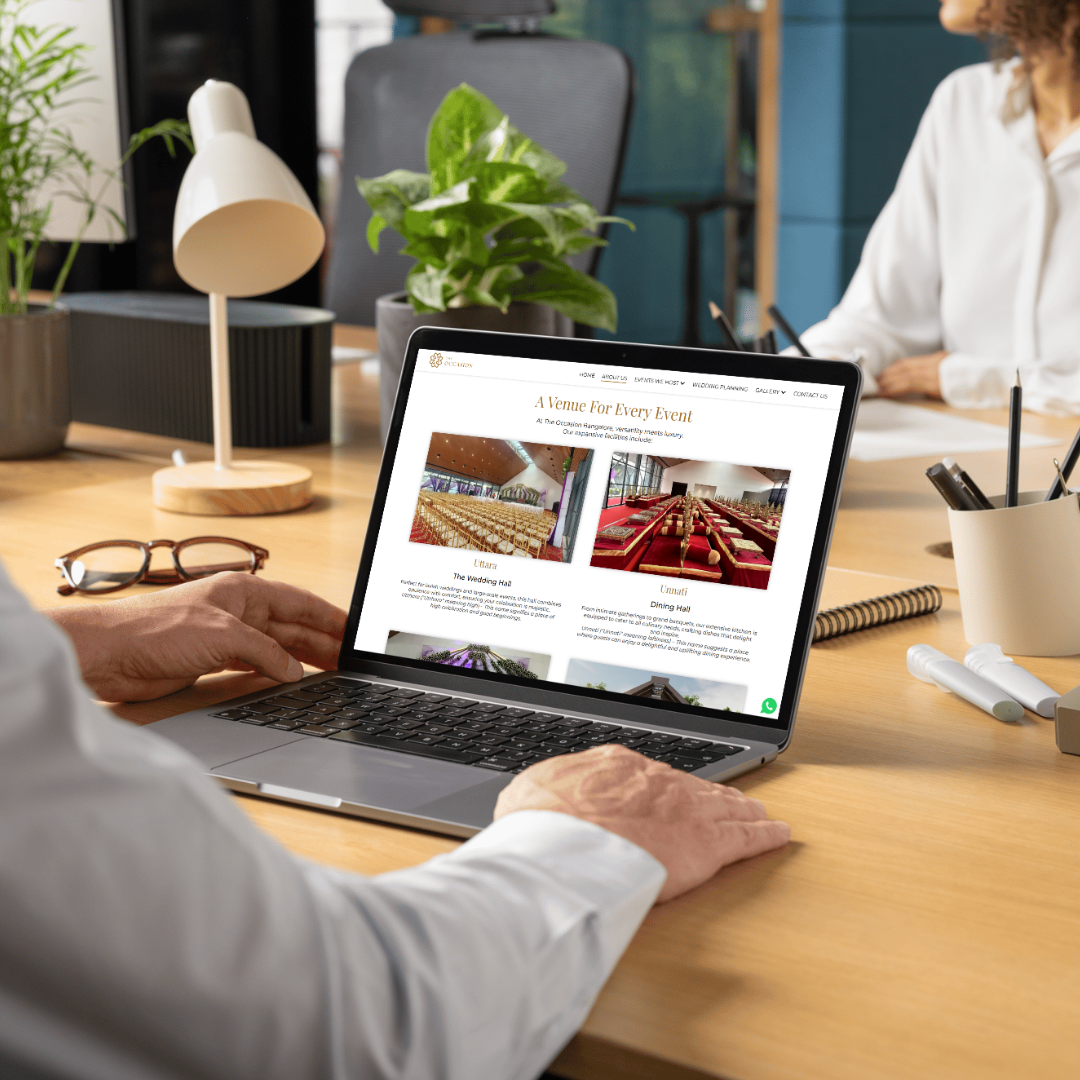 THE
OCCASION
HOME ABOUT US EVENTS WE HOST WEDDING PLANNING GALLERY CONTACT US
A Venue For Every Event
At The Occasion Bangalore, versatility meets luxury.
Our expansive facilities include:
Uttara
The Wedding Hall
Perfect for lavish weddings and large-scale events, this hall combines
opulence with comfort, ensuring your celebration is majestic.
Uttara ("Uttara" meaning high) – This name signifies a place of
high celebration and good beginnings.
Unnati
Dining Hall
From intimate gatherings to grand banquets, our extensive kitchen is
equipped to cater to all culinary needs, crafting dishes that delight
and inspire.
Unnati ("Unnati" meaning loftiness) – This name suggests a place
where guests can enjoy a delightful and uplifting dining experience.